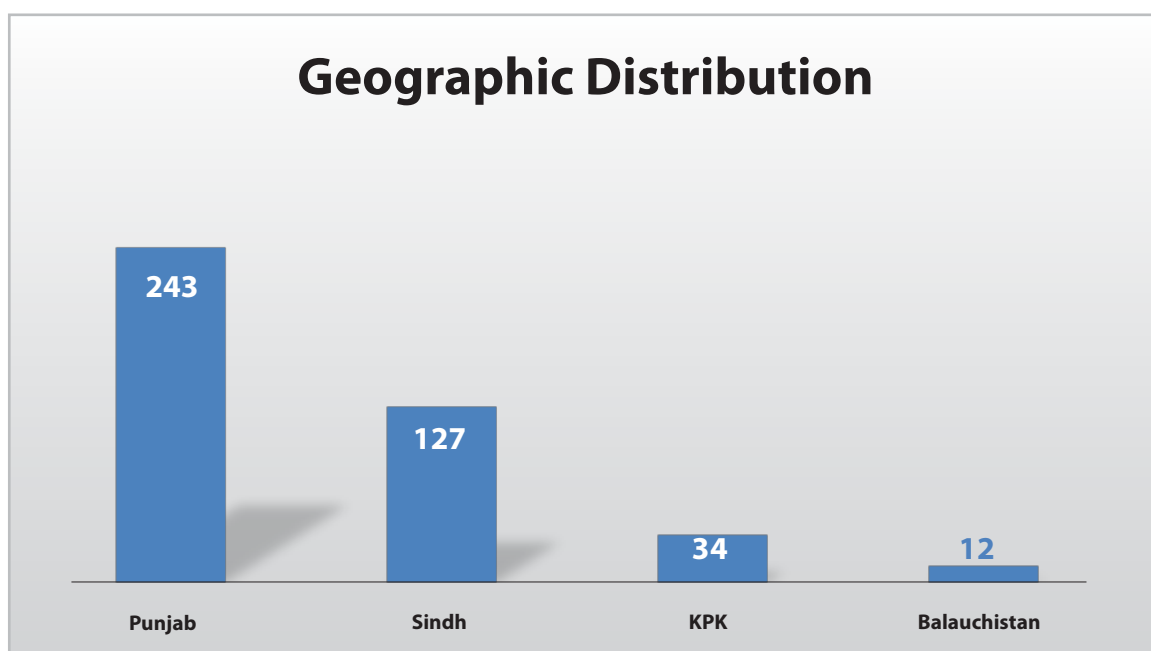 Geographic Distribution
243
127
34
12
Punjab
Sindh
KPK
Balauchistan